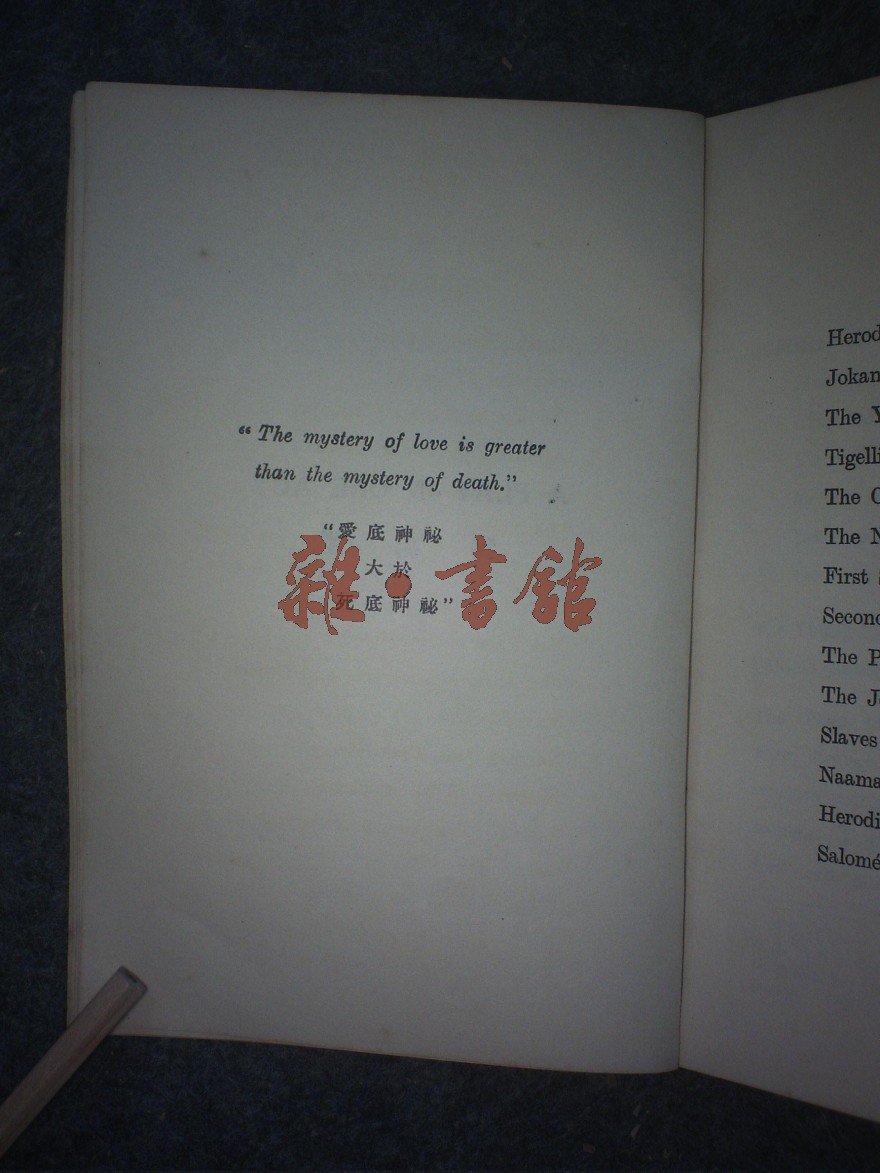 “ The mystery of love is greater
than the mystery of death.”
“愛底神祕
大於
死底神祕”
雜•書館
Herod
Jokan
The Y
Tigelli
The
The N
First
Second
The P
The J
Slaves
Naama
Herodi
Salomé